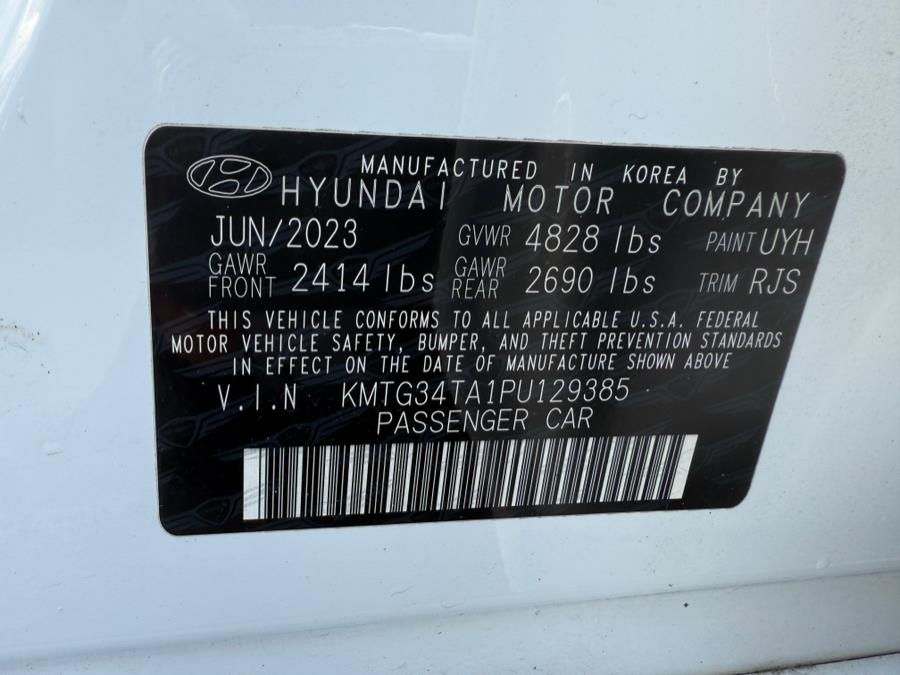 MANUFACTURED IN KOREA BY
HYUNDAI MOTOR COMPANY
JUN/2023 GVWR 4828 lbs PAINT UYH
GAWR FRONT 2414 lbs GAWR REAR 2690 lbs TRIM RJS
THIS VEHICLE CONFORMS TO ALL APPLICABLE U.S.A. FEDERAL
MOTOR VEHICLE SAFETY, BUMPER, AND THEFT PREVENTION STANDARDS
IN EFFECT ON THE DATE OF MANUFACTURE SHOWN ABOVE
V.I.N KMTG34TA1PU129385
PASSENGER CAR